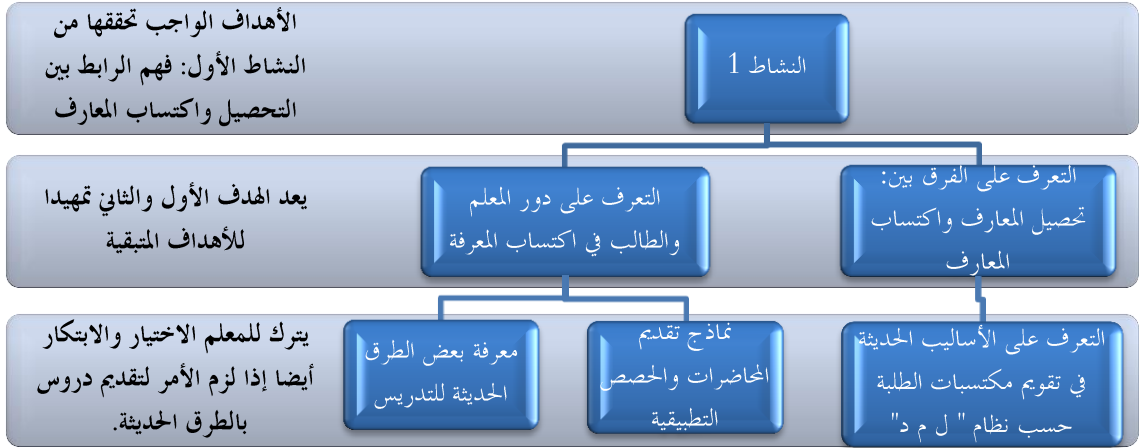 الأهداف الواجب تحققها من
النشاط الأول: فهم الرابط بين
التحصيل واكتساب المعارف
النشاط 1
يعد الهدف الأول والثاني تمهيدا
للأهداف المتبقية
التعرف على الفرق بين:
تحصيل المعارف واكتساب
المعارف
التعرف على دور المعلم
والطالب في اكتساب المعرفة
يترك للمعلم الاختيار والابتكار
أيضا إذا لزم الأمر لتقديم دروس
بالطرق الحديثة.
التعرف على الأساليب الحديثة
في تقويم مكتسبات الطلبة
حسب نظام " ل م د"
نماذج تقديم
المحاضرات والحصص
التطبيقية
معرفة بعض الطرق
الحديثة للتدريس